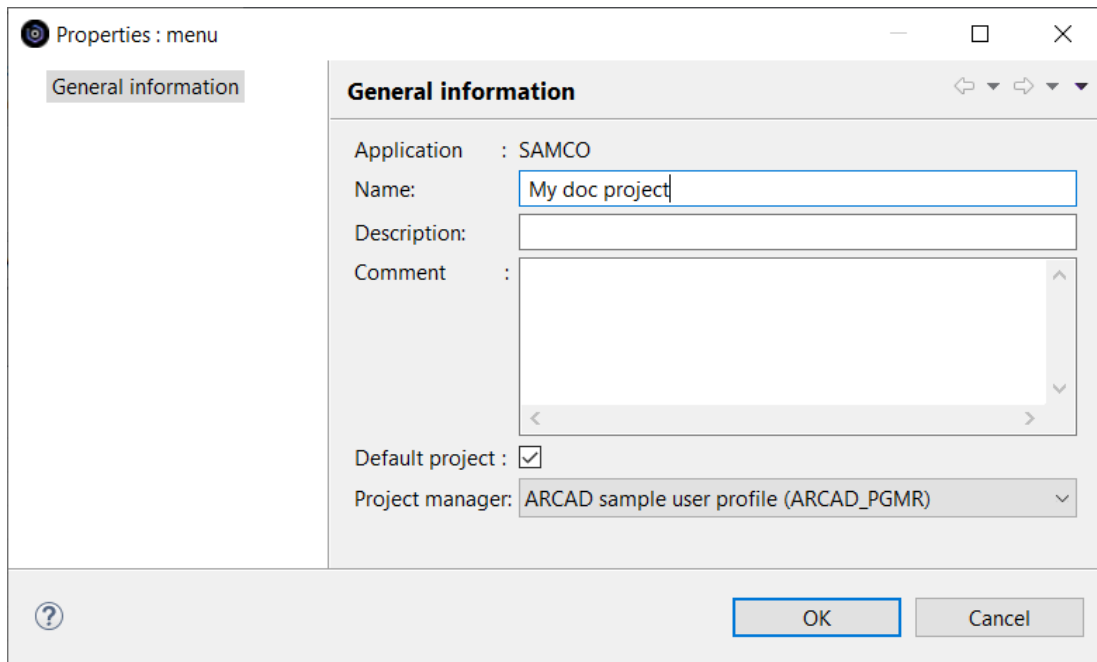 Properties : menu
General information
General information
Application : SAMCO
Name: My doc project
Description:
Comment :
Default project :
Project manager: ARCAD sample user profile (ARCAD_PGMR)
?
OK Cancel